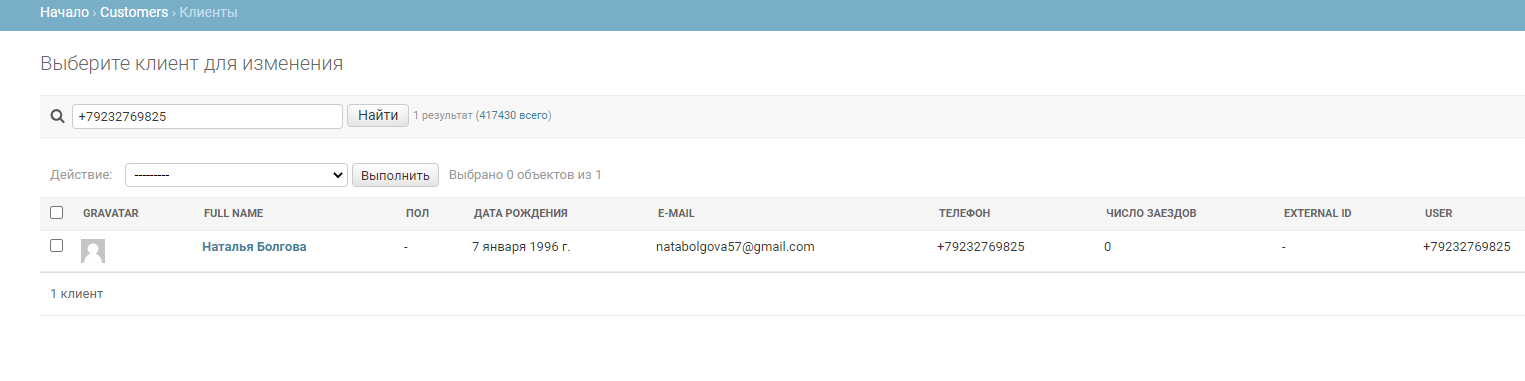 Начало › Customers › Клиенты
Выберите клиент для изменения
+79232769825 Найти 1 результат (417430 всего)
Действие: --------- Выполнить Выбрано 0 объектов из 1
GRAVATAR FULL NAME ПОЛ ДАТА РОЖДЕНИЯ E-MAIL ТЕЛЕФОН ЧИСЛО ЗАЕЗДОВ EXTERNAL ID USER
Наталья Болгова - 7 января 1996 г. natabolgova57@gmail.com +79232769825 0 - +79232769825
1 клиент